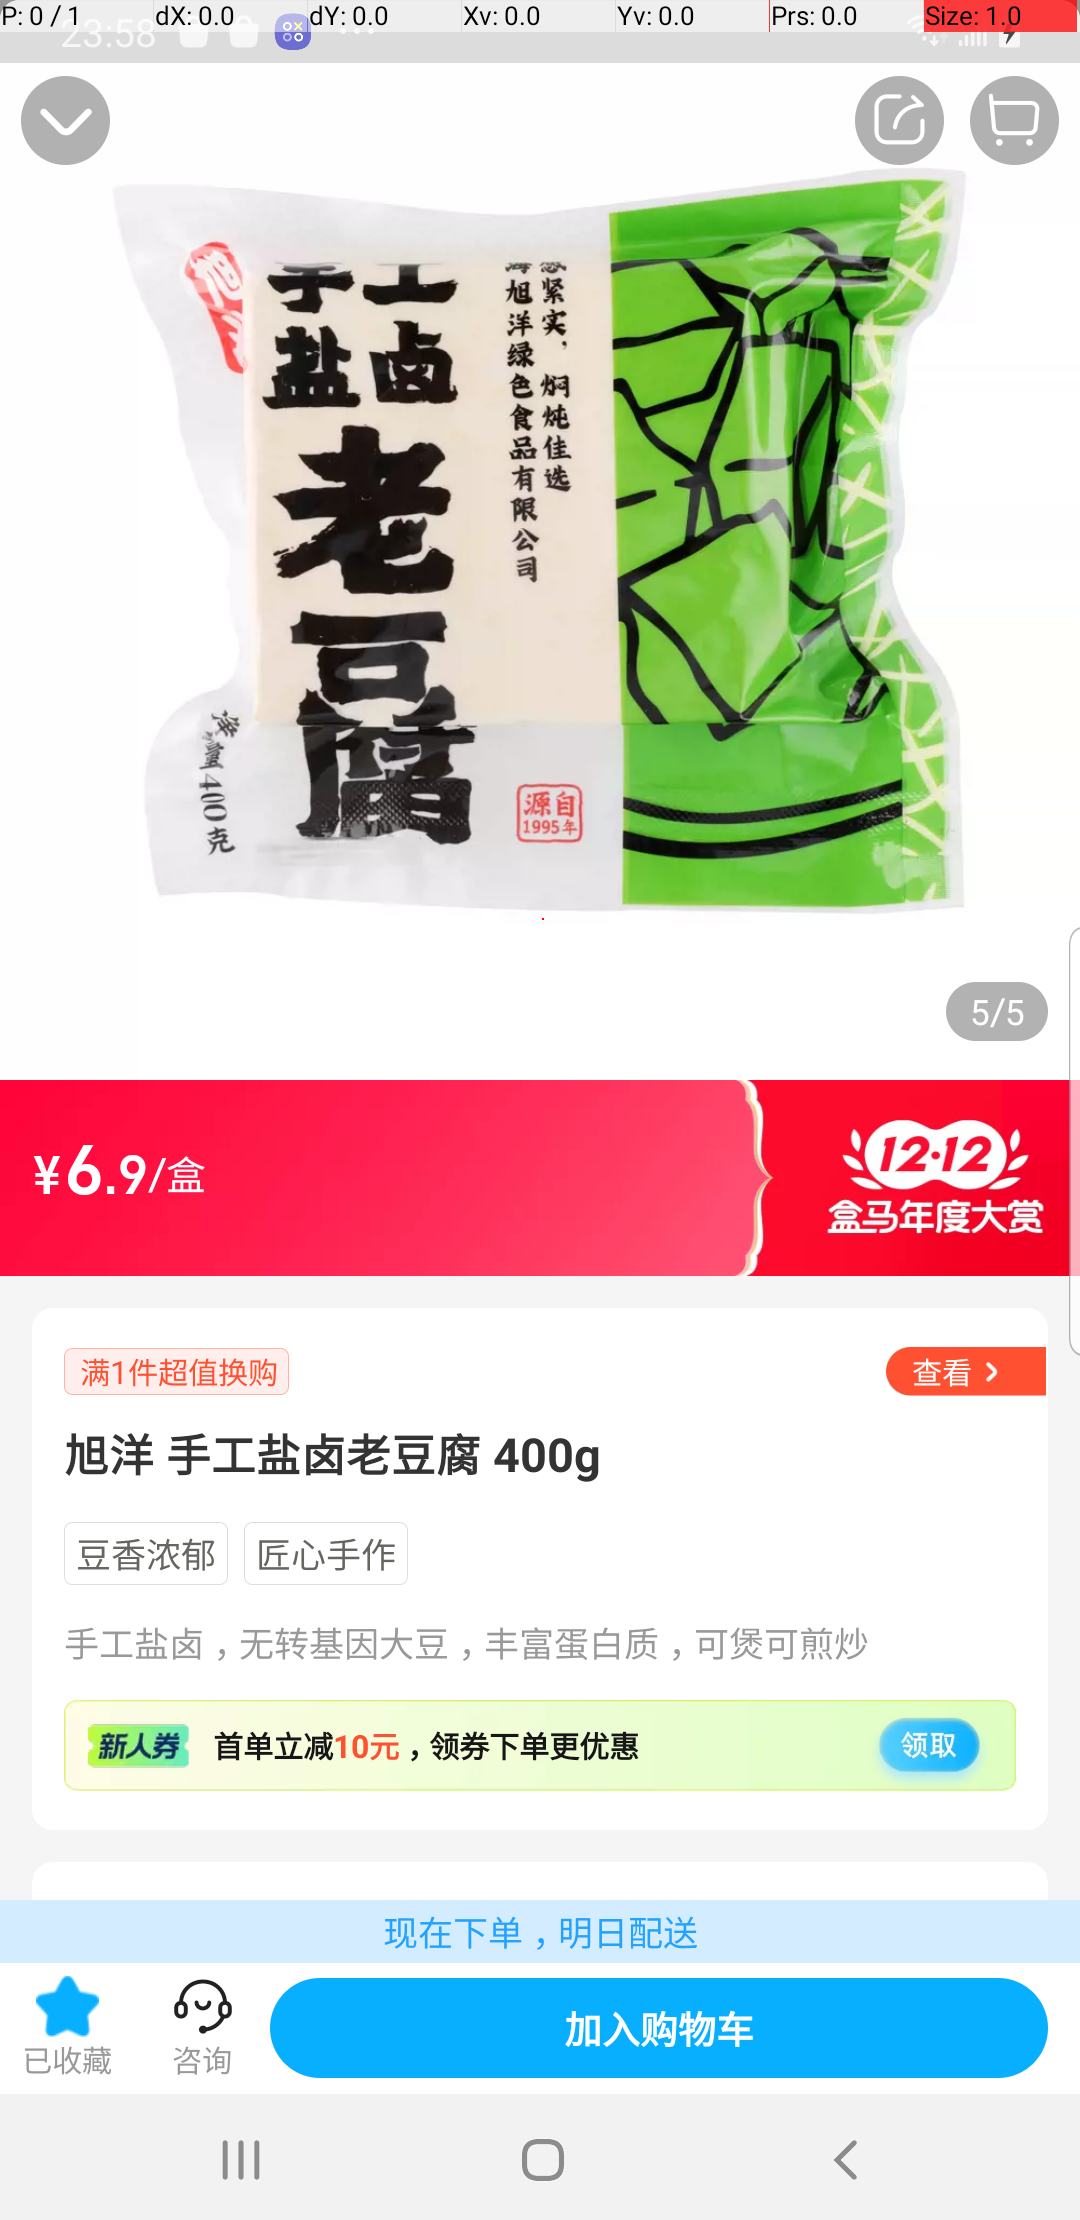 P: 0 / 1 dX: 0.0 dY: 0.0 Xv: 0.0 Yv: 0.0 Prs: 0.0 Size: 1.0
23:58
手工
盐卤
老豆腐
紧实，焖炖佳选
海旭洋绿色食品有限公司
净含量400克
源自
1995年
5/5
¥6.9/盒
12·12
盒马年度大赏
满1件超值换购
查看
旭洋 手工盐卤老豆腐 400g
豆香浓郁 匠心手作
手工盐卤，无转基因大豆，丰富蛋白质，可煲可煎炒
新人券 首单立减10元，领券下单更优惠 领取
现在下单，明日配送
已收藏 咨询 加入购物车